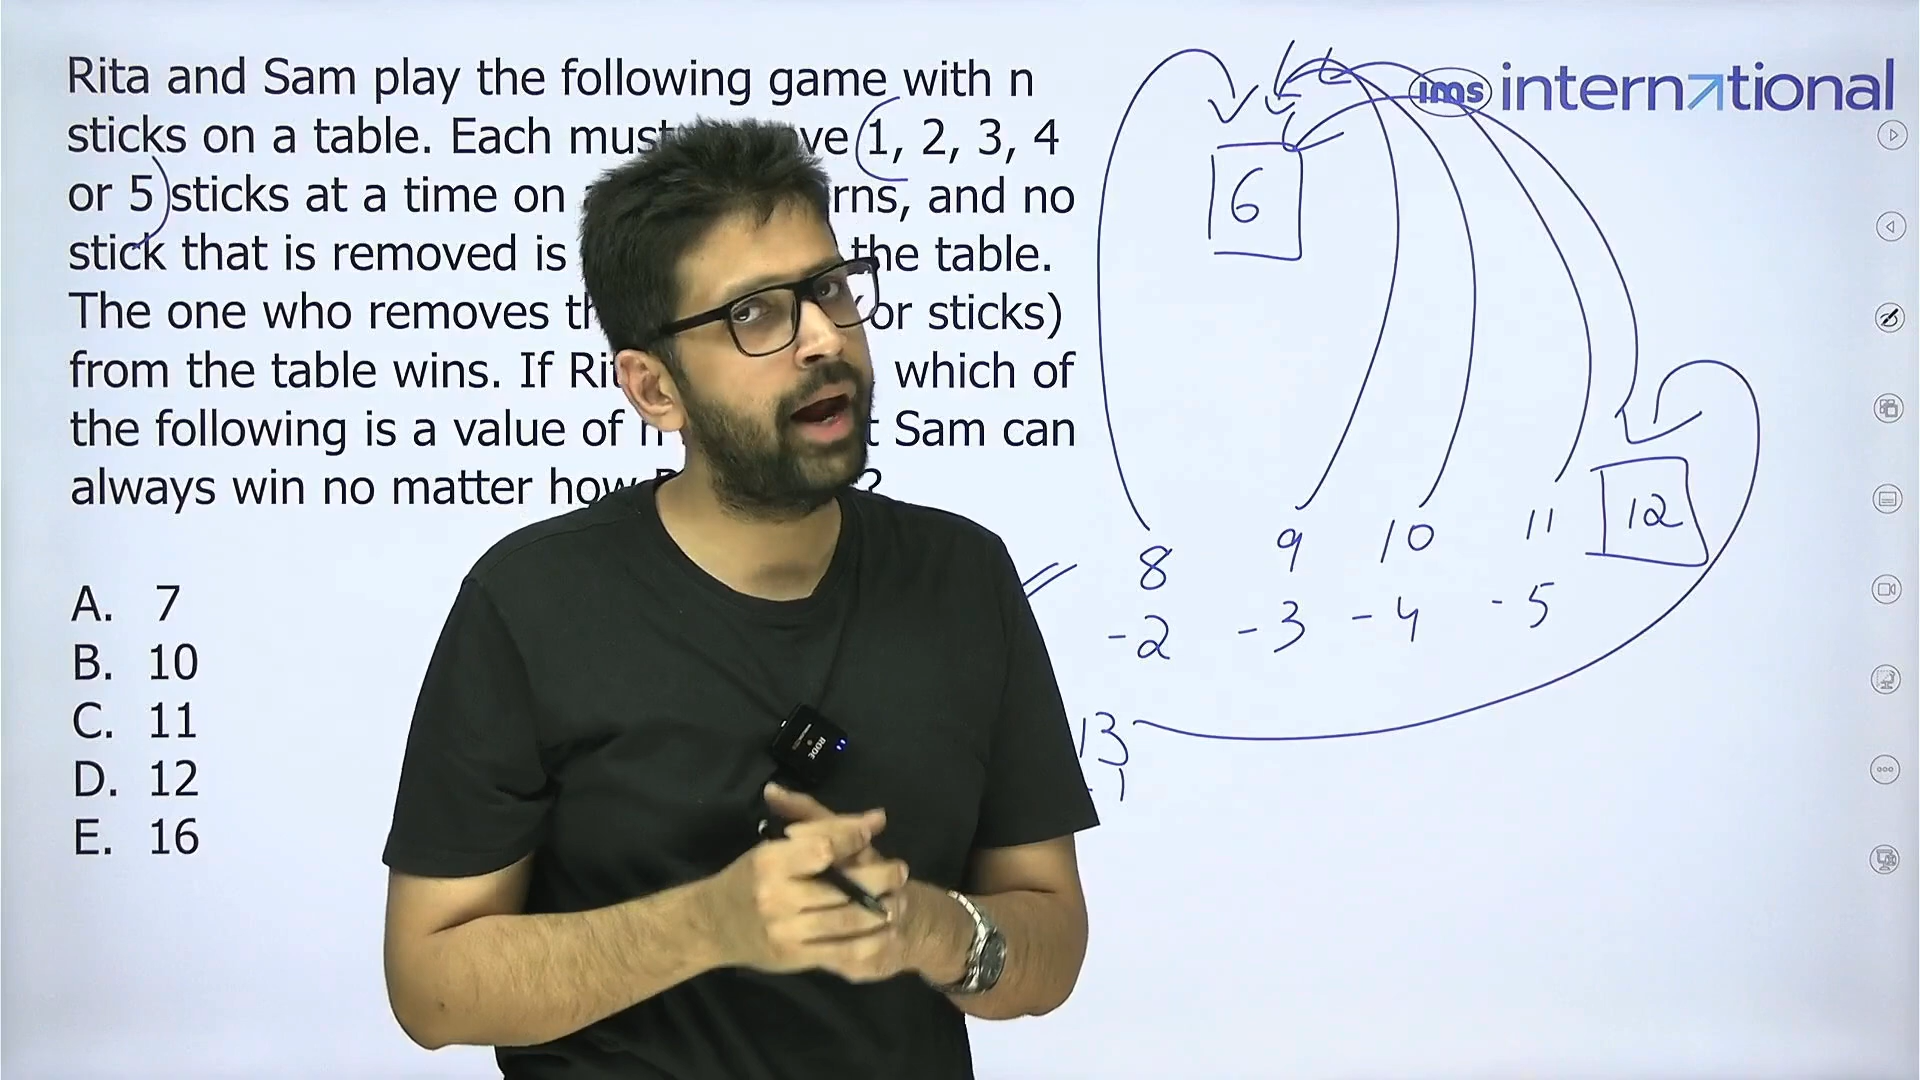 Rita and Sam play the following game with n
sticks on a table. Each must ve 1, 2, 3, 4
or 5 sticks at a time on rns, and no
stick that is removed is the table.
The one who removes or sticks)
from the table wins. If which of
the following is a value of n Sam can
always win no matter how ?
A. 7
B. 10
C. 11
D. 12
E. 16
ims international
6
8 9 10 11 12
-2 -3 -4 -5
13
-1
RODE